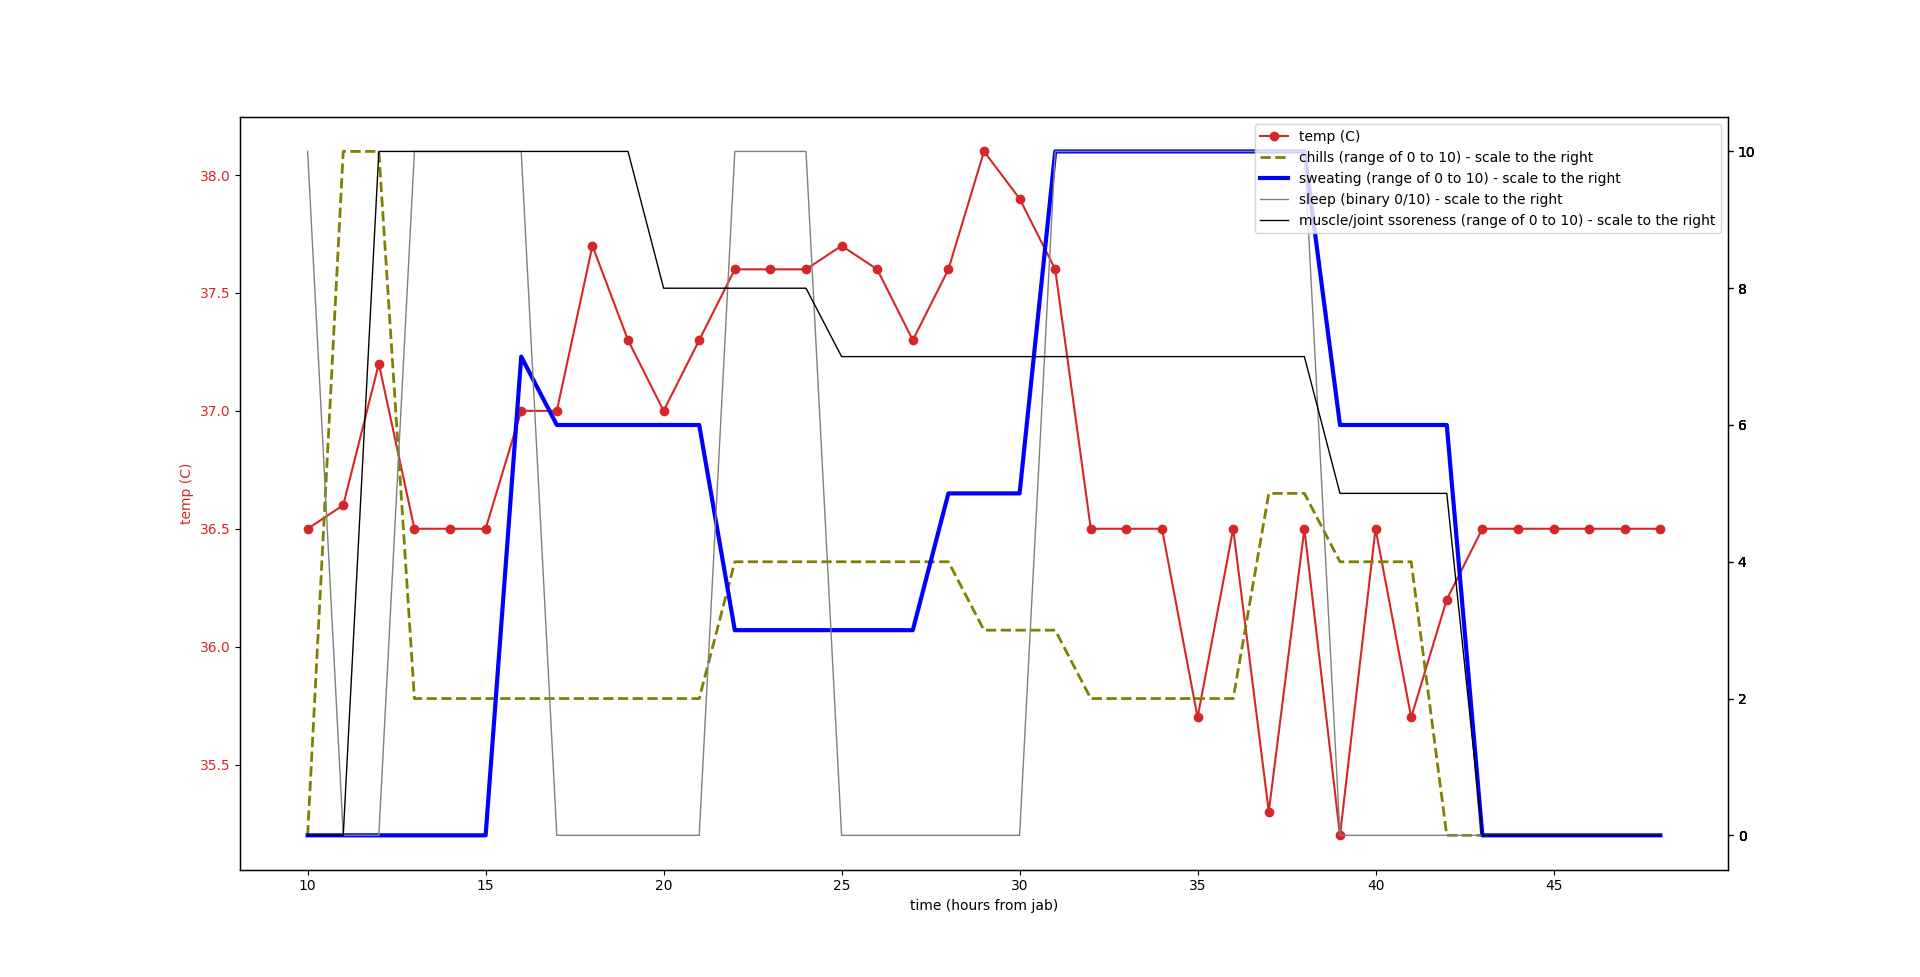 temp (C)
chills (range of 0 to 10) - scale to the right
sweating (range of 0 to 10) - scale to the right
sleep (binary 0/10) - scale to the right
muscle/joint ssoreness (range of 0 to 10) - scale to the right
38.0
37.5
37.0
36.5
36.0
35.5
temp (C)
10
8
6
4
2
0
10 15 20 25 30 35 40 45
time (hours from jab)